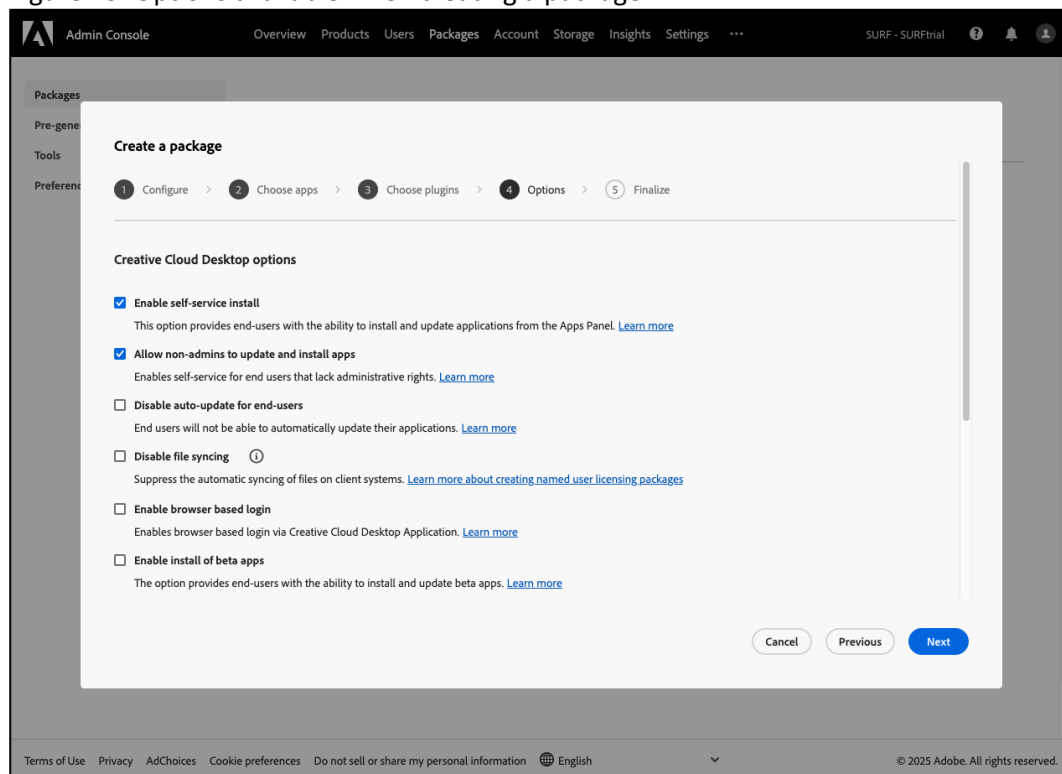 Admin Console Overview Products Users Packages Account Storage Insights Settings ... SURF - SURFtrial
Packages
Pre-gene
Tools
Preferenc
Create a package
1 Configure > 2 Choose apps > 3 Choose plugins > 4 Options > 5 Finalize
Creative Cloud Desktop options
Enable self-service install
This option provides end-users with the ability to install and update applications from the Apps Panel. Learn more
Allow non-admins to update and install apps
Enables self-service for end users that lack administrative rights. Learn more
Disable auto-update for end-users
End users will not be able to automatically update their applications. Learn more
Disable file syncing
Suppress the automatic syncing of files on client systems. Learn more about creating named user licensing packages
Enable browser based login
Enables browser based login via Creative Cloud Desktop Application. Learn more
Enable install of beta apps
The option provides end-users with the ability to install and update beta apps. Learn more
Cancel Previous Next
Terms of Use Privacy AdChoices Cookie preferences Do not sell or share my personal information English © 2025 Adobe. All rights reserved.